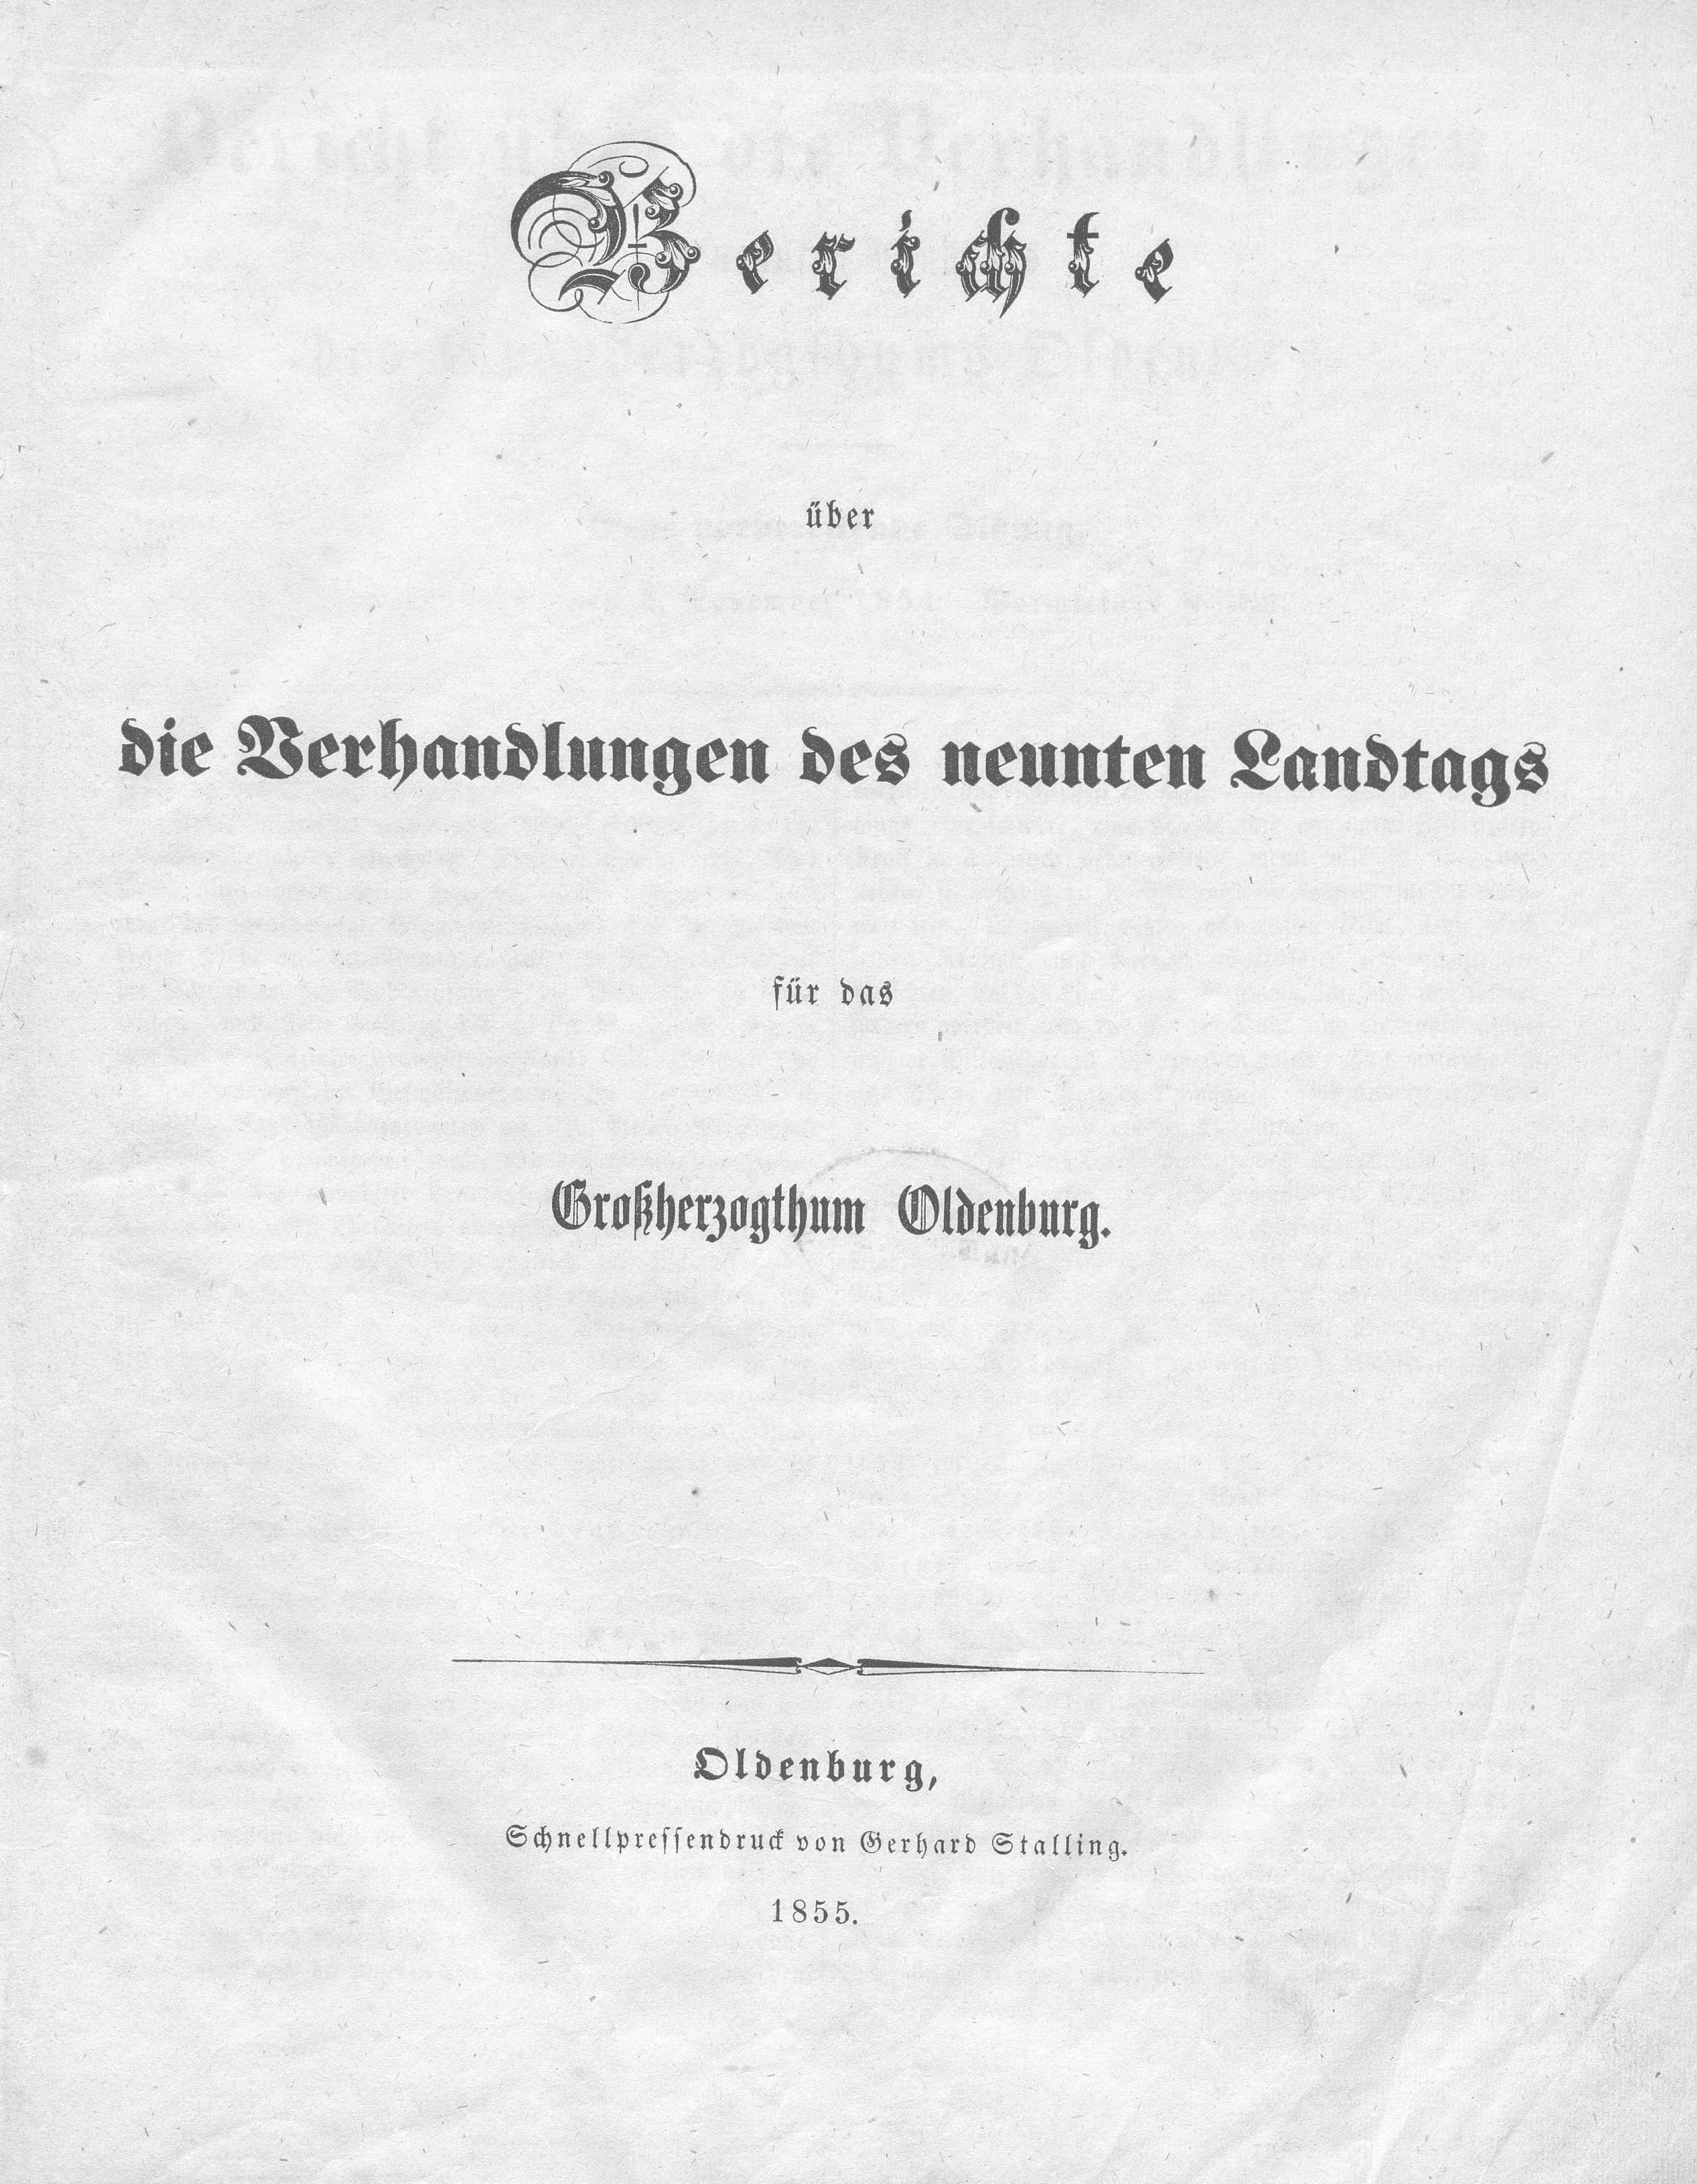 Berichte
über
die Verhandlungen des neunten Landtags
für das
Großherzogthum Oldenburg.
Oldenburg,
Schnellpressendruck von Gerhard Stalling.
1855.